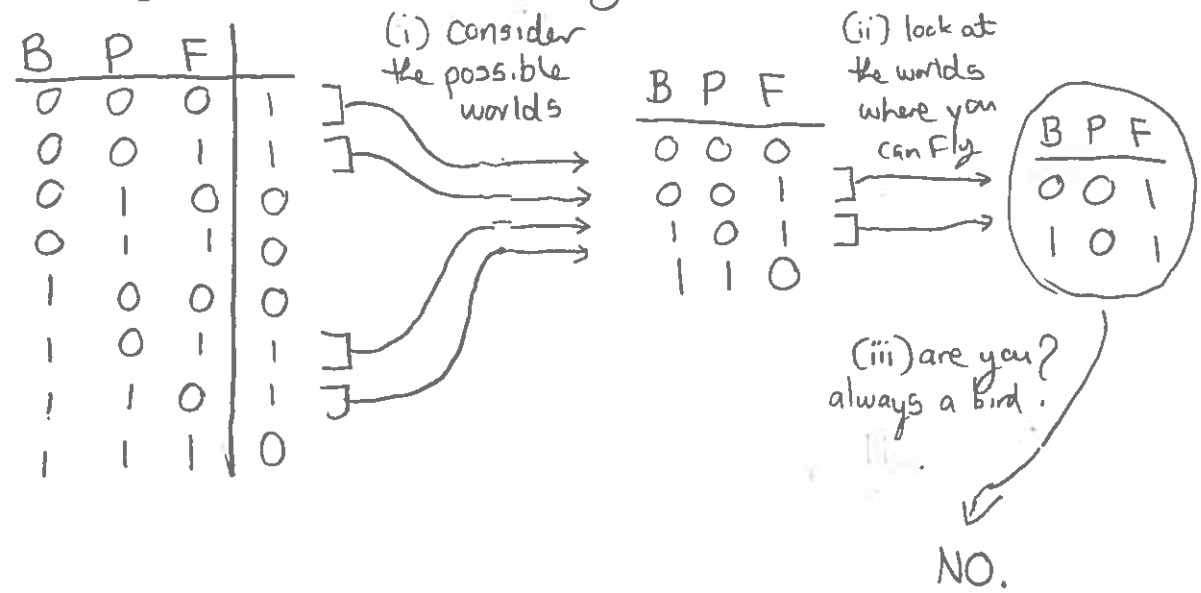 (i) consider
the possible
worlds
B P F
0 0 0 1
0 0 1 1
0 1 0 0
0 1 1 0
1 0 0 0
1 0 1 1
1 1 0 1
1 1 1 0
B P F
0 0 0
0 0 1
1 0 1
1 1 0
(ii) look at
the worlds
where you
can Fly
B P F
0 0 1
1 0 1
(iii) are you?
always a bird.
NO.